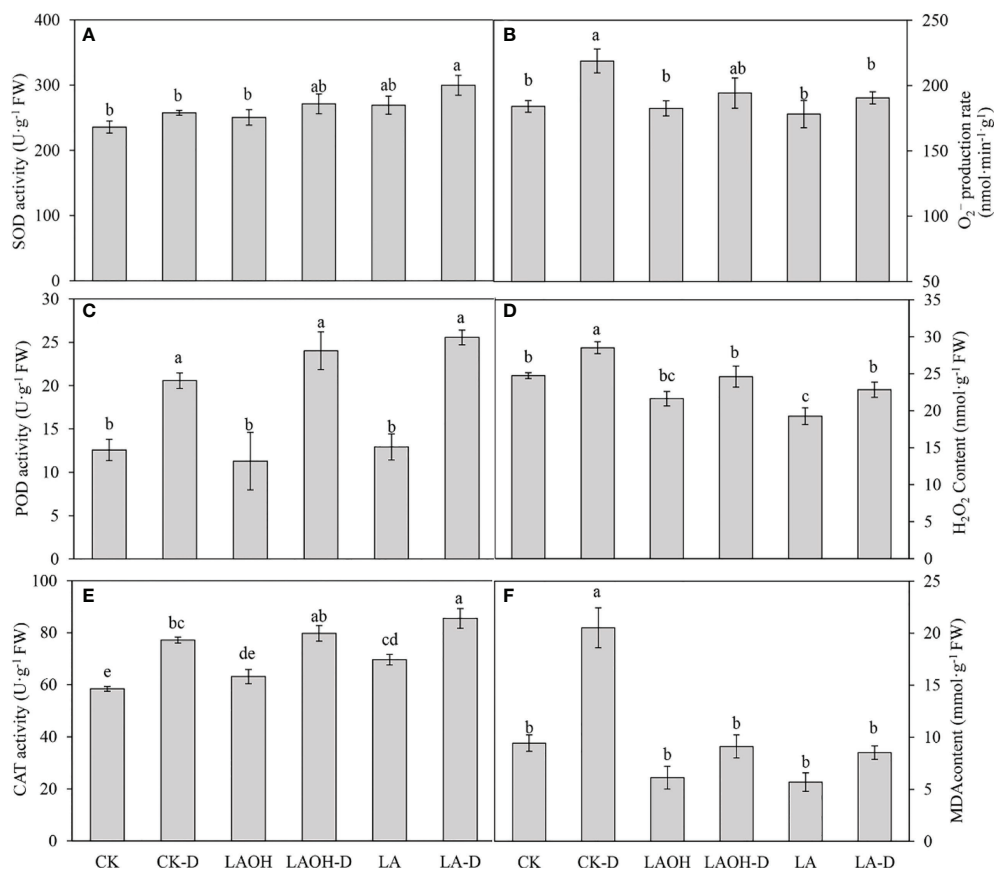 A
SOD activity (U·g⁻¹ FW)
400
300
200
100
0
b
b
b
ab
ab
a
B
O₂⁻ production rate
(nmol·min⁻¹·g¹)
250
200
150
100
50
b
a
b
ab
b
b
C
POD activity (U·g⁻¹ FW)
30
25
20
15
10
5
0
b
a
b
a
b
a
D
H₂O₂ Content (nmol·g⁻¹ FW)
35
30
25
20
15
10
5
0
b
a
bc
b
c
b
E
CAT activity (U·g⁻¹ FW)
100
80
60
40
20
0
e
bc
de
ab
cd
a
CK
CK-D
LAOH
LAOH-D
LA
LA-D
F
MDAcontent (mmol·g⁻¹ FW)
25
20
15
10
5
0
b
a
b
b
b
b
CK
CK-D
LAOH
LAOH-D
LA
LA-D